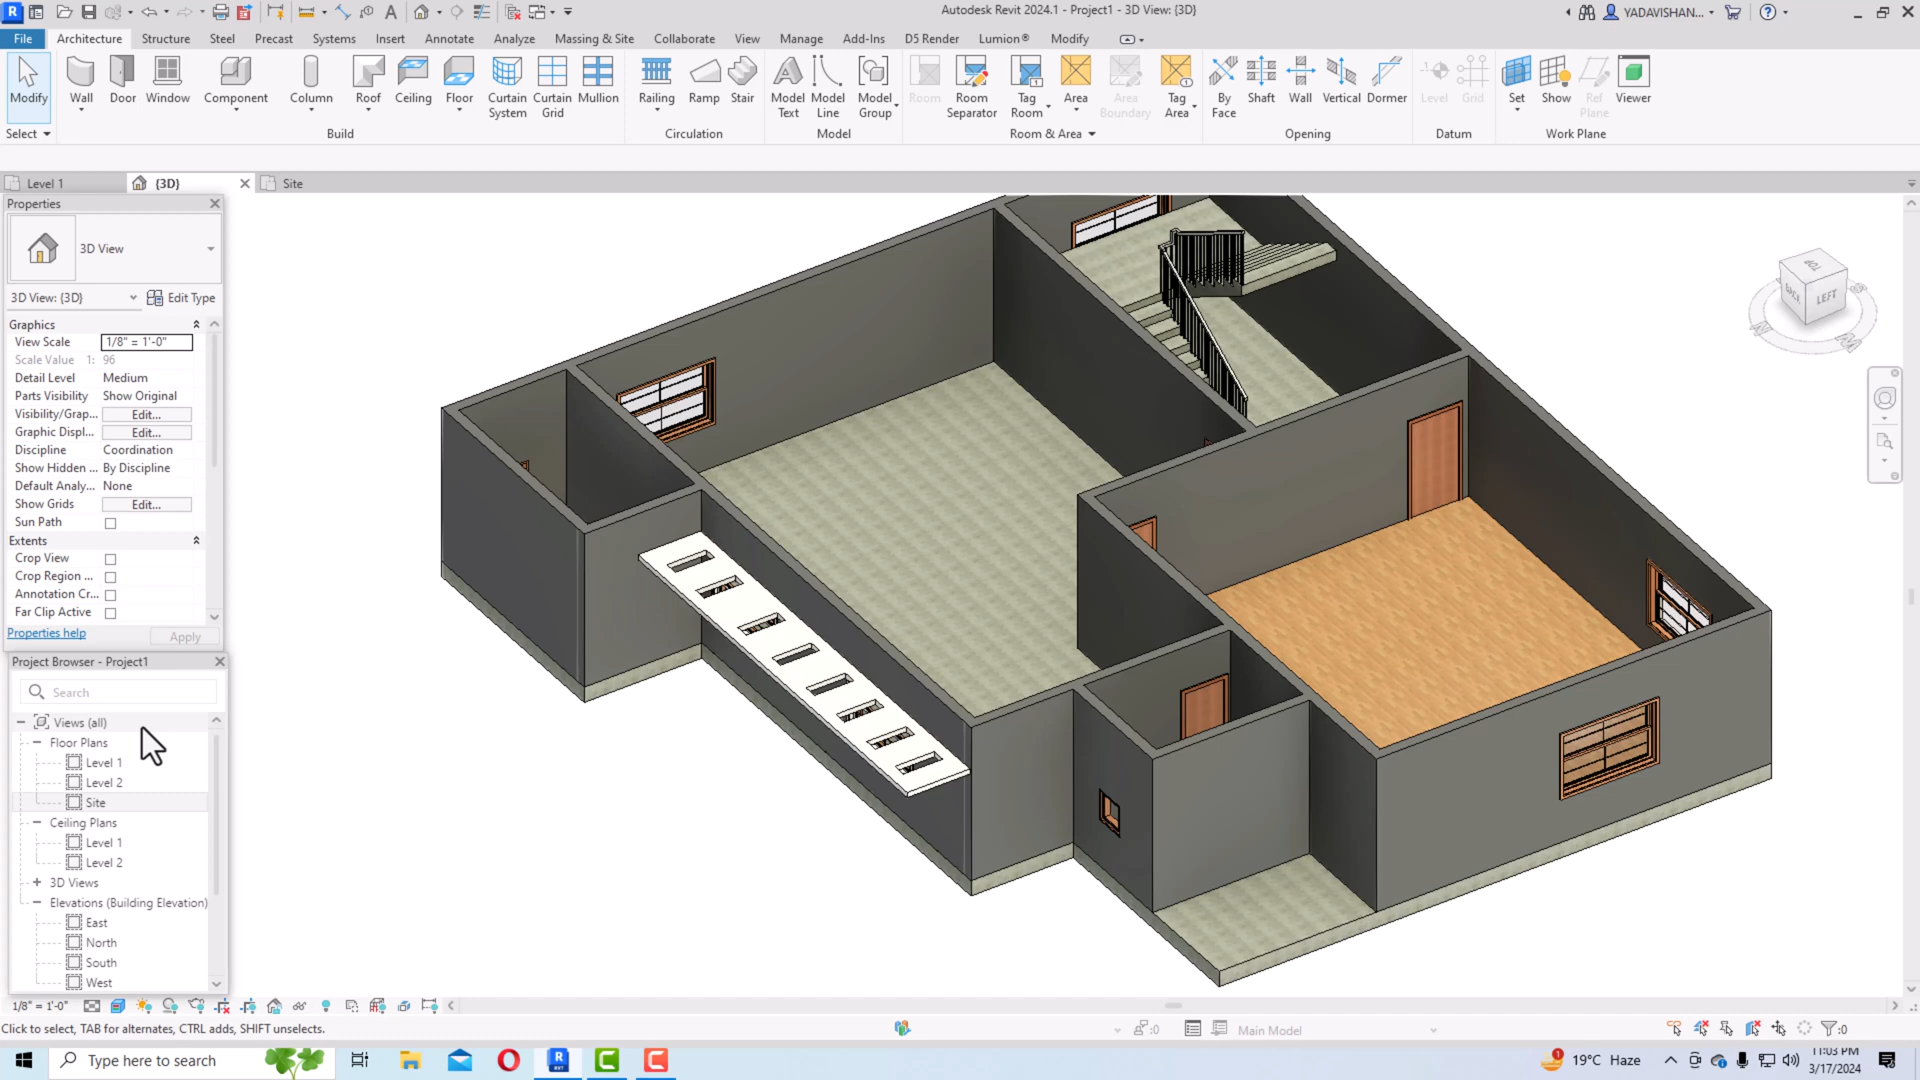 Autodesk Revit 2024.1 - Project1 - 3D View: {3D}
YADAVISHAN...
File Architecture Structure Steel Precast Systems Insert Annotate Analyze Massing & Site Collaborate View Manage Add-Ins D5 Render Lumion® Modify
Modify Wall Door Window Component Column Roof Ceiling Floor Curtain System Curtain Grid Mullion Railing Ramp Stair Model Text Model Line Model Group Room Room Separator Tag Room Area Area Boundary Tag Area By Face Shaft Wall Vertical Dormer Level Grid Set Show Ref Plane Viewer
Select Build Circulation Model Room & Area Opening Datum Work Plane
Level 1 {3D} Site
Properties
3D View
3D View: {3D} Edit Type
Graphics
View Scale 1/8" = 1'-0"
Scale Value 1: 96
Detail Level Medium
Parts Visibility Show Original
Visibility/Grap... Edit...
Graphic Displ... Edit...
Discipline Coordination
Show Hidden ... By Discipline
Default Analy... None
Show Grids Edit...
Sun Path
Extents
Crop View
Crop Region ...
Annotation Cr...
Far Clip Active
Properties help Apply
Project Browser - Project1
Search
Views (all)
Floor Plans
Level 1
Level 2
Site
Ceiling Plans
Level 1
Level 2
3D Views
Elevations (Building Elevation)
East
North
South
West
TOP
BACK
LEFT
1/8" = 1'-0"
Click to select, TAB for alternates, CTRL adds, SHIFT unselects.
:0 Main Model :0
Type here to search
19°C Haze
11:03 PM
3/17/2024